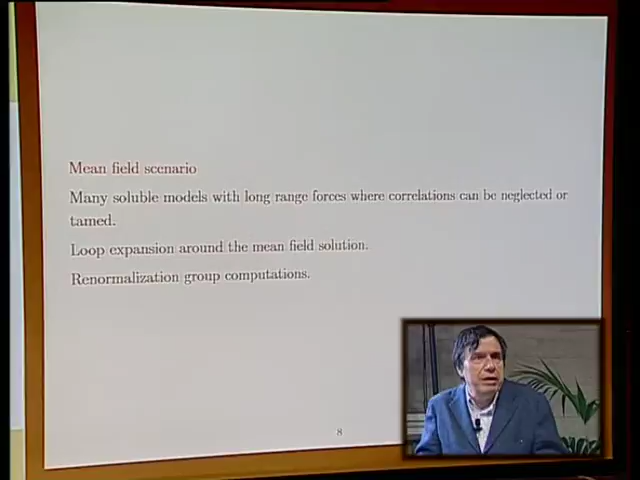 Mean field scenario
Many soluble models with long range forces where correlations can be neglected or
tamed.
Loop expansion around the mean field solution.
Renormalization group computations.
8